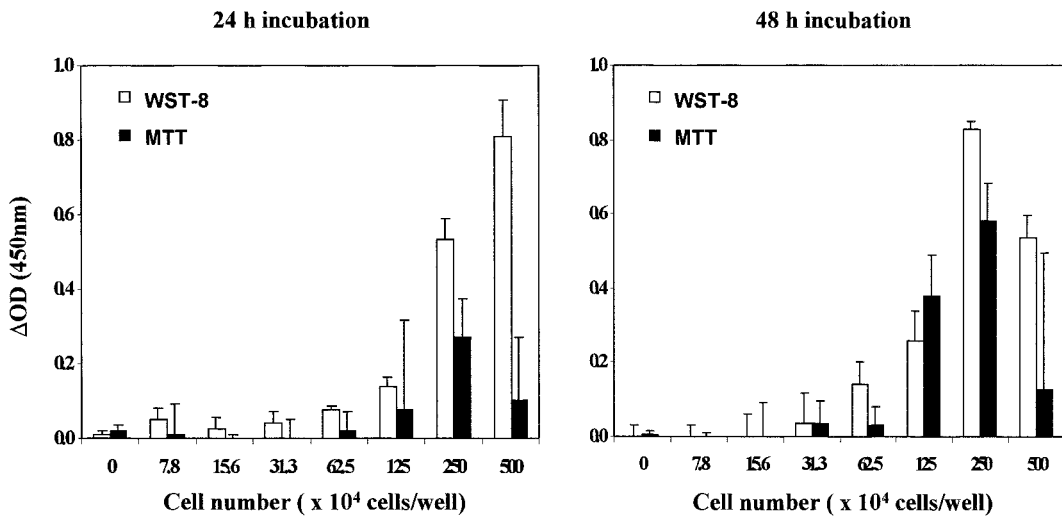 24 h incubation
1.0
0.8
0.6
0.4
0.2
0.0
ΔOD (450nm)
WST-8
MTT
0 7.8 15.6 31.3 62.5 125 250 500
Cell number ( x 10⁴ cells/well)
48 h incubation
1.0
0.8
0.6
0.4
0.2
0.0
WST-8
MTT
0 7.8 15.6 31.3 62.5 125 250 500
Cell number ( x 10⁴ cells/well)